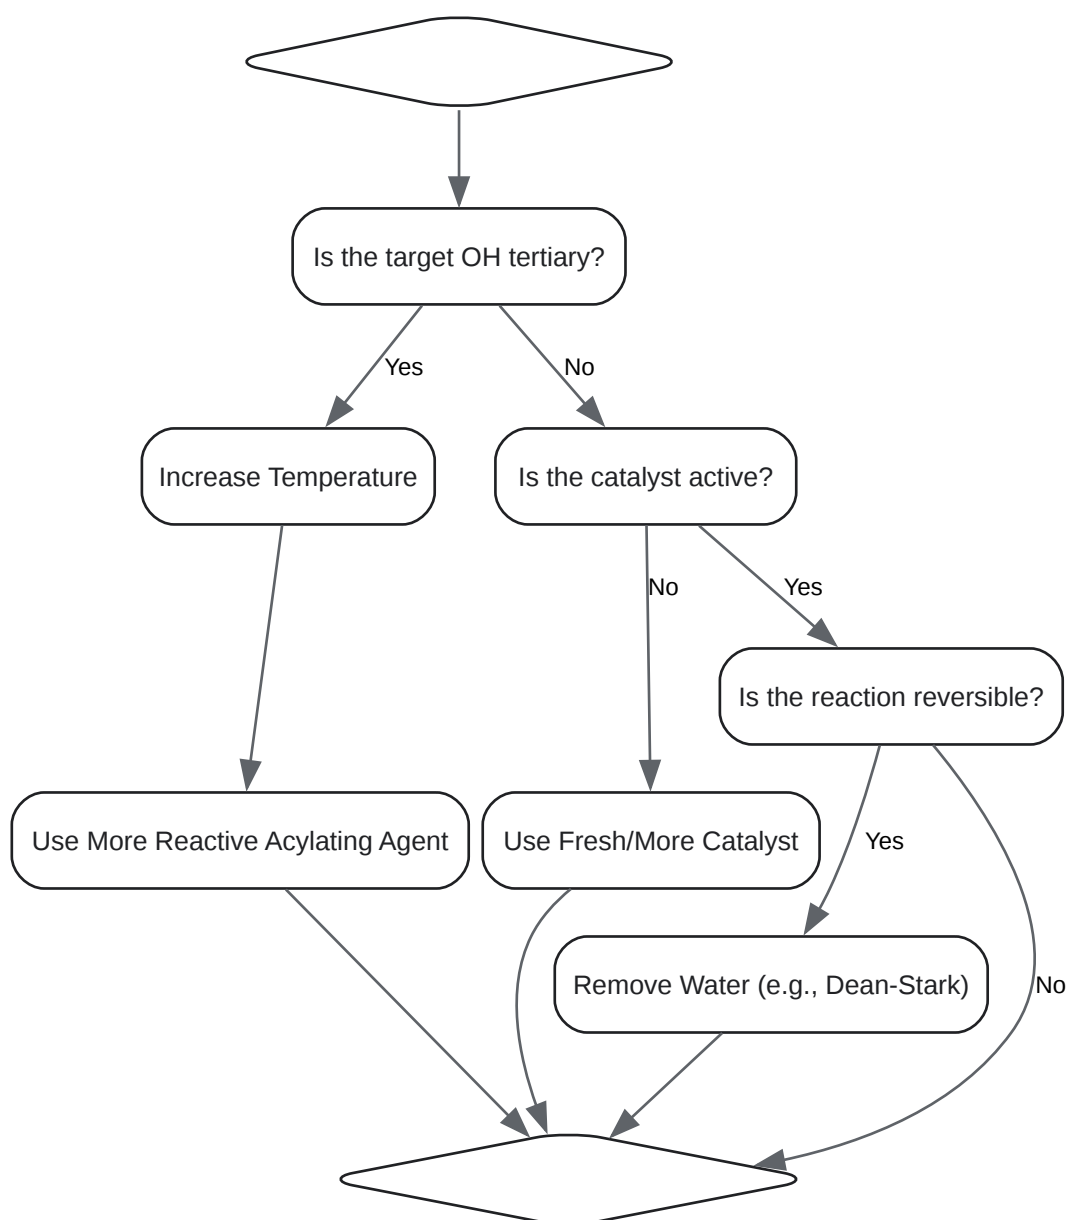 Is the target OH tertiary?
Yes
No
Increase Temperature
Is the catalyst active?
No
Yes
Is the reaction reversible?
Use More Reactive Acylating Agent
Use Fresh/More Catalyst
Yes
Remove Water (e.g., Dean-Stark)
No